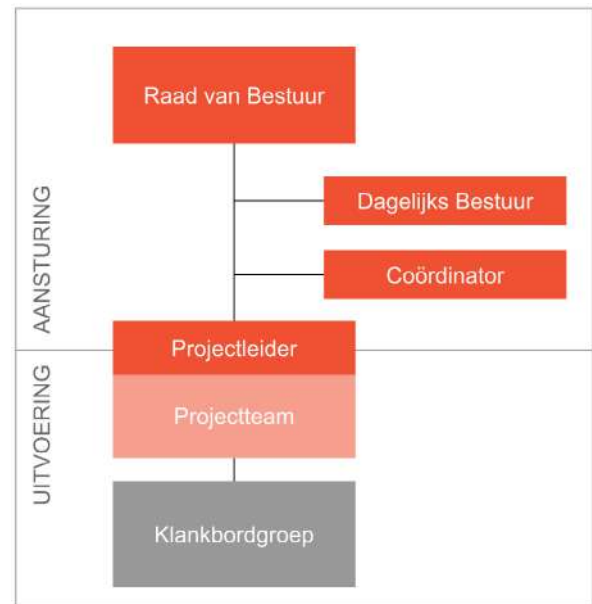 AANSTURING
Raad van Bestuur
Dagelijks Bestuur
Coördinator
Projectleider
UITVOERING
Projectteam
Klankbordgroep